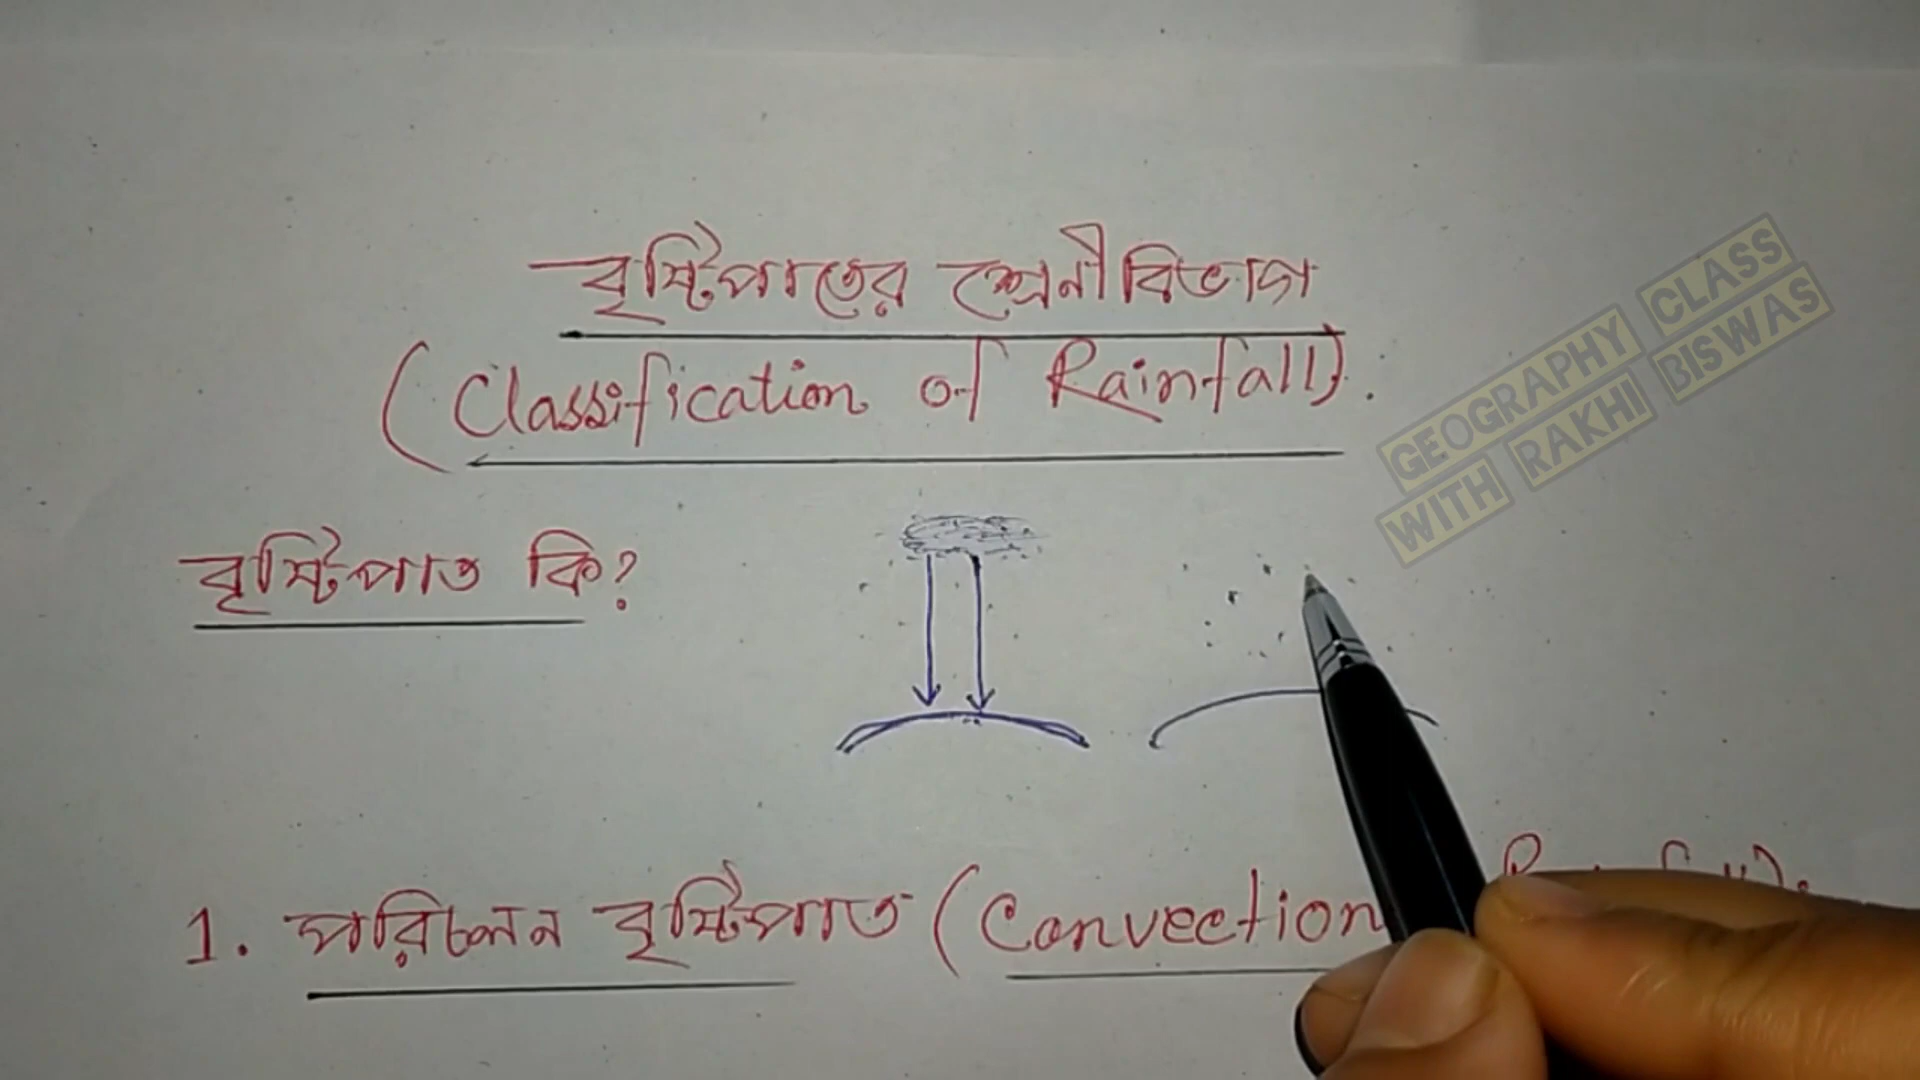 বৃষ্টিপাতের শ্রেনীবিভাগ
(Classification of Rainfall).
বৃষ্টিপাত কি?
1. পরিচলন বৃষ্টিপাত (Convection
GEOGRAPHY CLASS
WITH RAKHI BISWAS